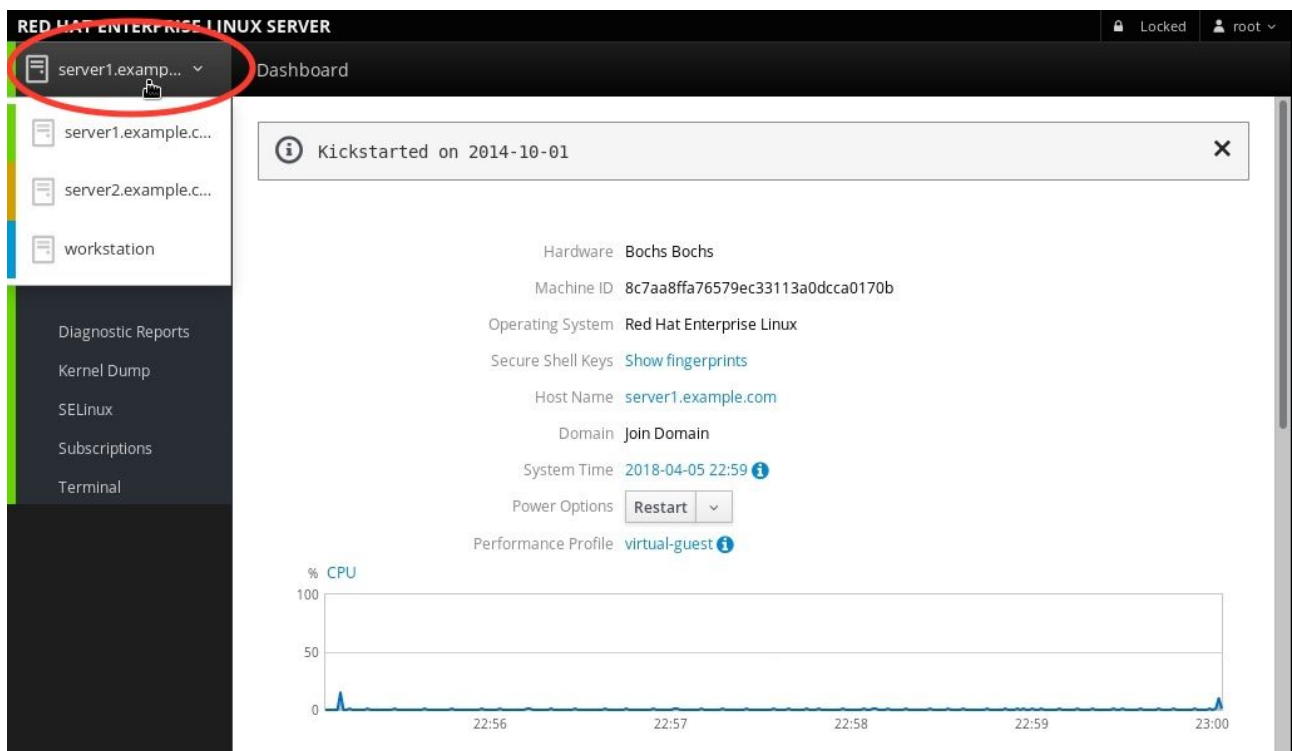 RED HAT ENTERPRISE LINUX SERVER
Locked
root
server1.examp...
Dashboard
server1.example.c...
server2.example.c...
workstation
Diagnostic Reports
Kernel Dump
SELinux
Subscriptions
Terminal
Kickstarted on 2014-10-01
Hardware Bochs Bochs
Machine ID 8c7aa8ffa76579ec33113a0dcca0170b
Operating System Red Hat Enterprise Linux
Secure Shell Keys Show fingerprints
Host Name server1.example.com
Domain Join Domain
System Time 2018-04-05 22:59
Power Options Restart
Performance Profile virtual-guest
% CPU
100
50
0
22:56 22:57 22:58 22:59 23:00